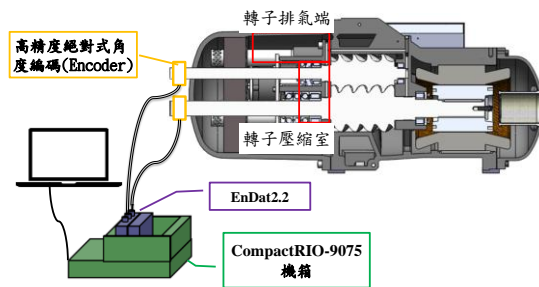 轉子排氣端
高精度絕對式角
度編碼(Encoder)
轉子壓縮室
EnDat2.2
CompactRIO-9075
機箱